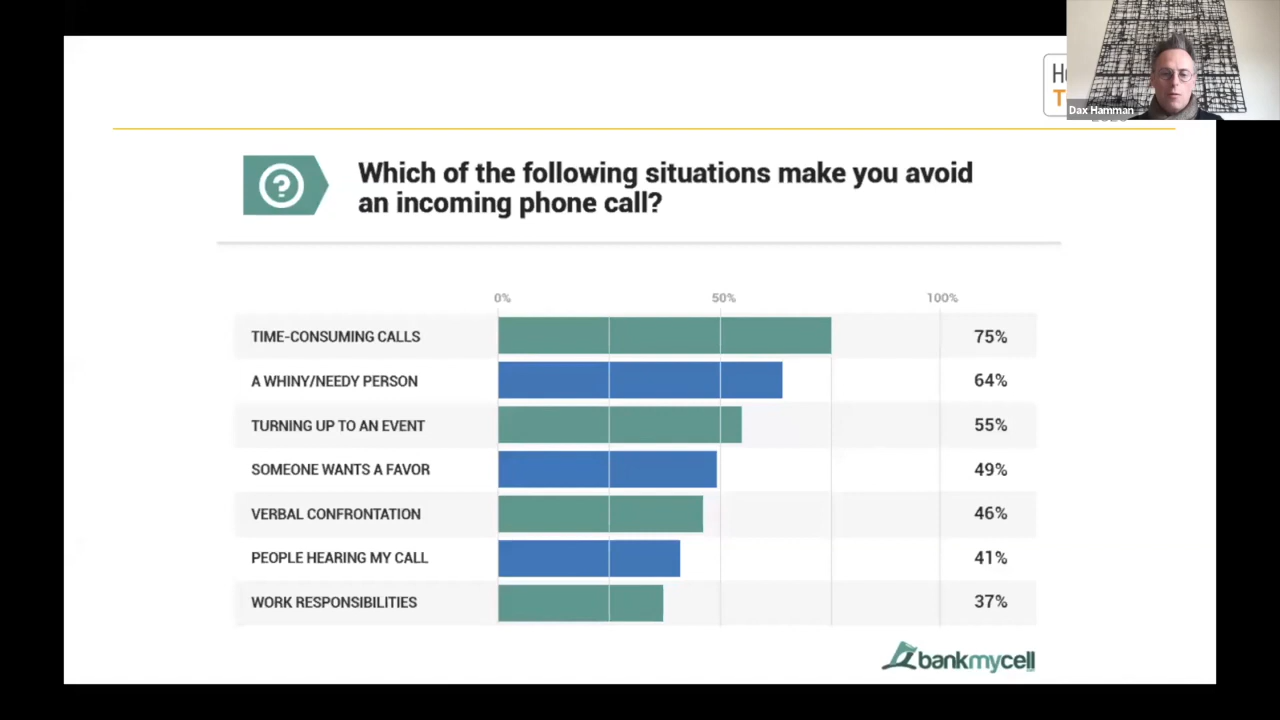 Dax Hamman
Which of the following situations make you avoid
an incoming phone call?
0% 50% 100%
TIME-CONSUMING CALLS 75%
A WHINY/NEEDY PERSON 64%
TURNING UP TO AN EVENT 55%
SOMEONE WANTS A FAVOR 49%
VERBAL CONFRONTATION 46%
PEOPLE HEARING MY CALL 41%
WORK RESPONSIBILITIES 37%
bankmycell